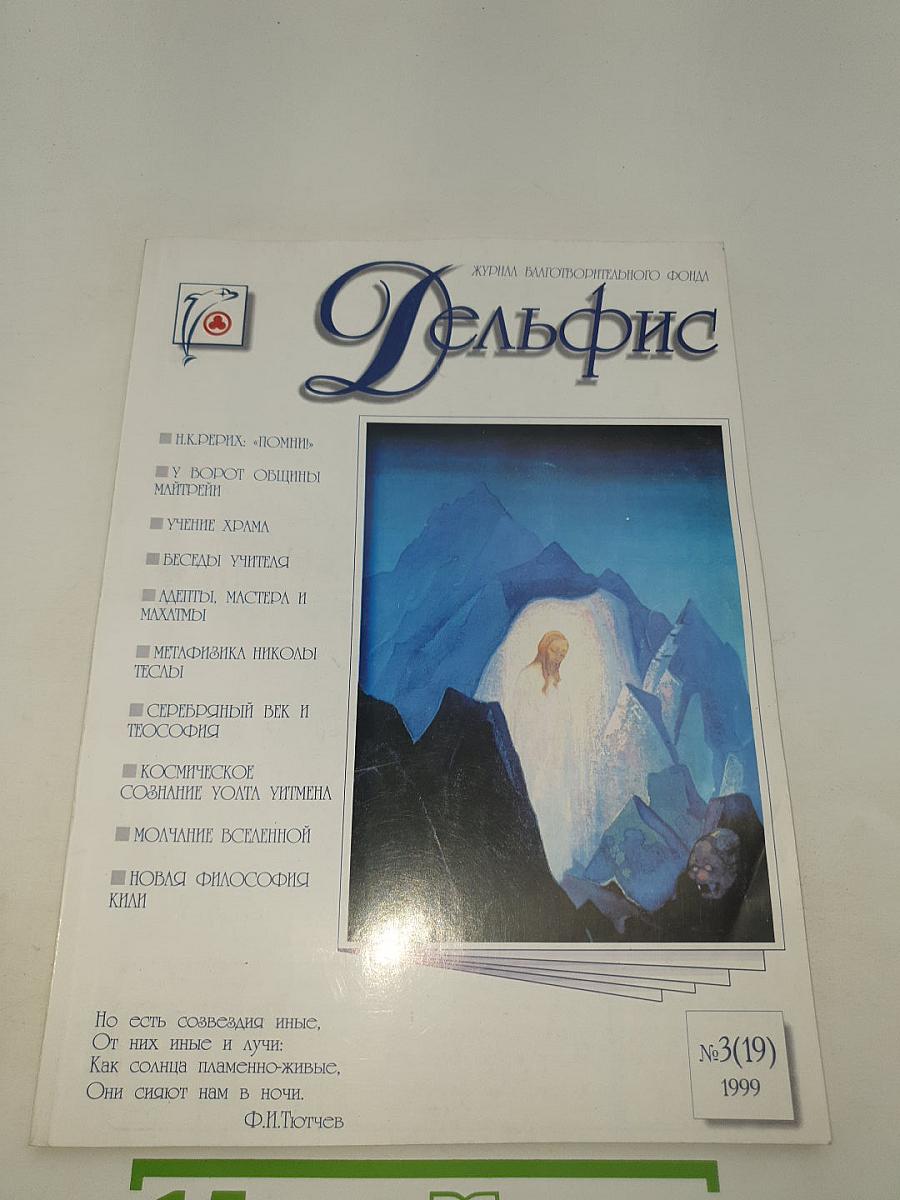 ЖУРНАЛ БЛАГОТВОРИТЕЛЬНОГО ФОНДА
Дельфис
Н.К.РЕРИХ: «ПОМНИ!»
У ВОРОТ ОБЩИНЫ
МАЙТРЕЙИ
УЧЕНИЕ ХРАМА
БЕСЕДЫ УЧИТЕЛЯ
АДЕПТЫ, МАСТЕРА И
МАХАТМЫ
МЕТАФИЗИКА НИКОЛЫ
ТЕСЛЫ
СЕРЕБРЯНЫЙ ВЕК И
ТЕОСОФИЯ
КОСМИЧЕСКОЕ
СОЗНАНИЕ УОЛТА УИТМЕНА
МОЛЧАНИЕ ВСЕЛЕННОЙ
НОВАЯ ФИЛОСОФИЯ
КИЛИ
Но есть созвездия иные,
От них иные и лучи:
Как солнца пламенно-живые,
Они сияют нам в ночи.
Ф.И.Тютчев
№3(19)
1999